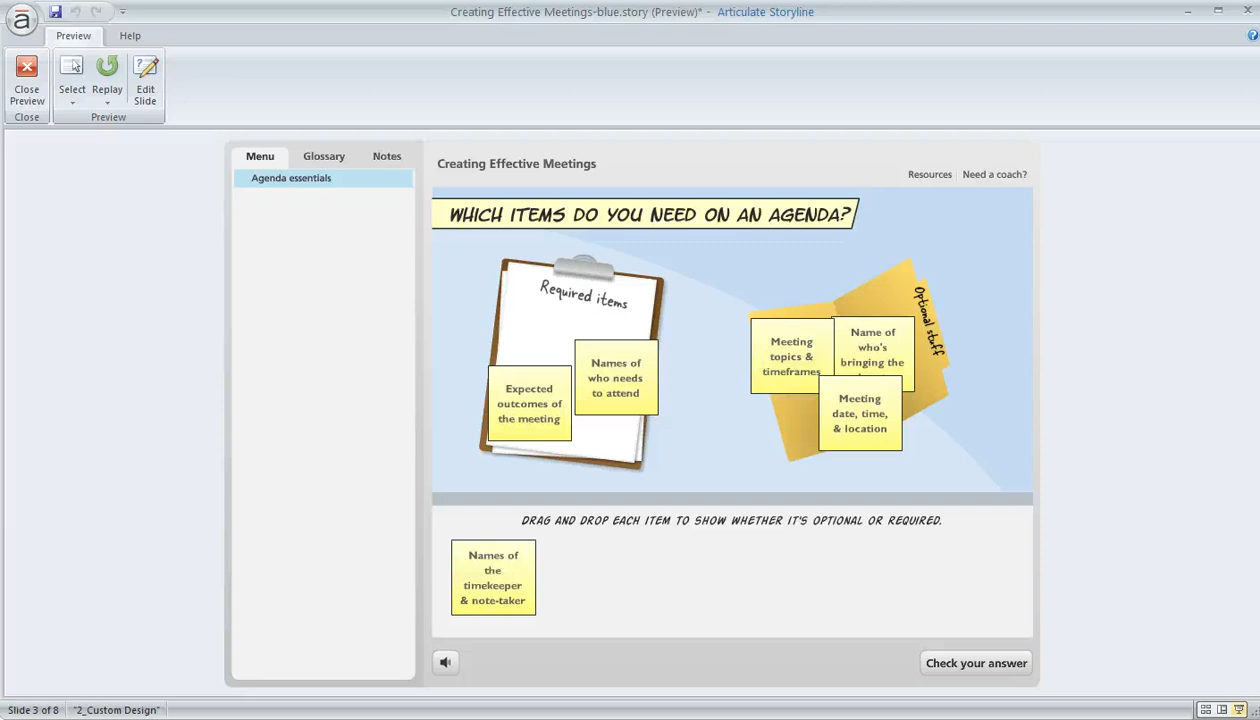 Creating Effective Meetings-blue.story (Preview)* - Articulate Storyline
Preview
Help
Close
Preview
Select
Replay
Edit
Slide
Close
Preview
Menu
Glossary
Notes
Agenda essentials
Creating Effective Meetings
Resources
Need a coach?
WHICH ITEMS DO YOU NEED ON AN AGENDA?
Required items
Expected
outcomes of
the meeting
Names of
who needs
to attend
Optional stuff
Meeting
topics &
timeframes
Name of
who's
bringing the
Meeting
date, time,
& location
DRAG AND DROP EACH ITEM TO SHOW WHETHER IT'S OPTIONAL OR REQUIRED.
Names of
the
timekeeper
& note-taker
Check your answer
Slide 3 of 8
"2_Custom Design"